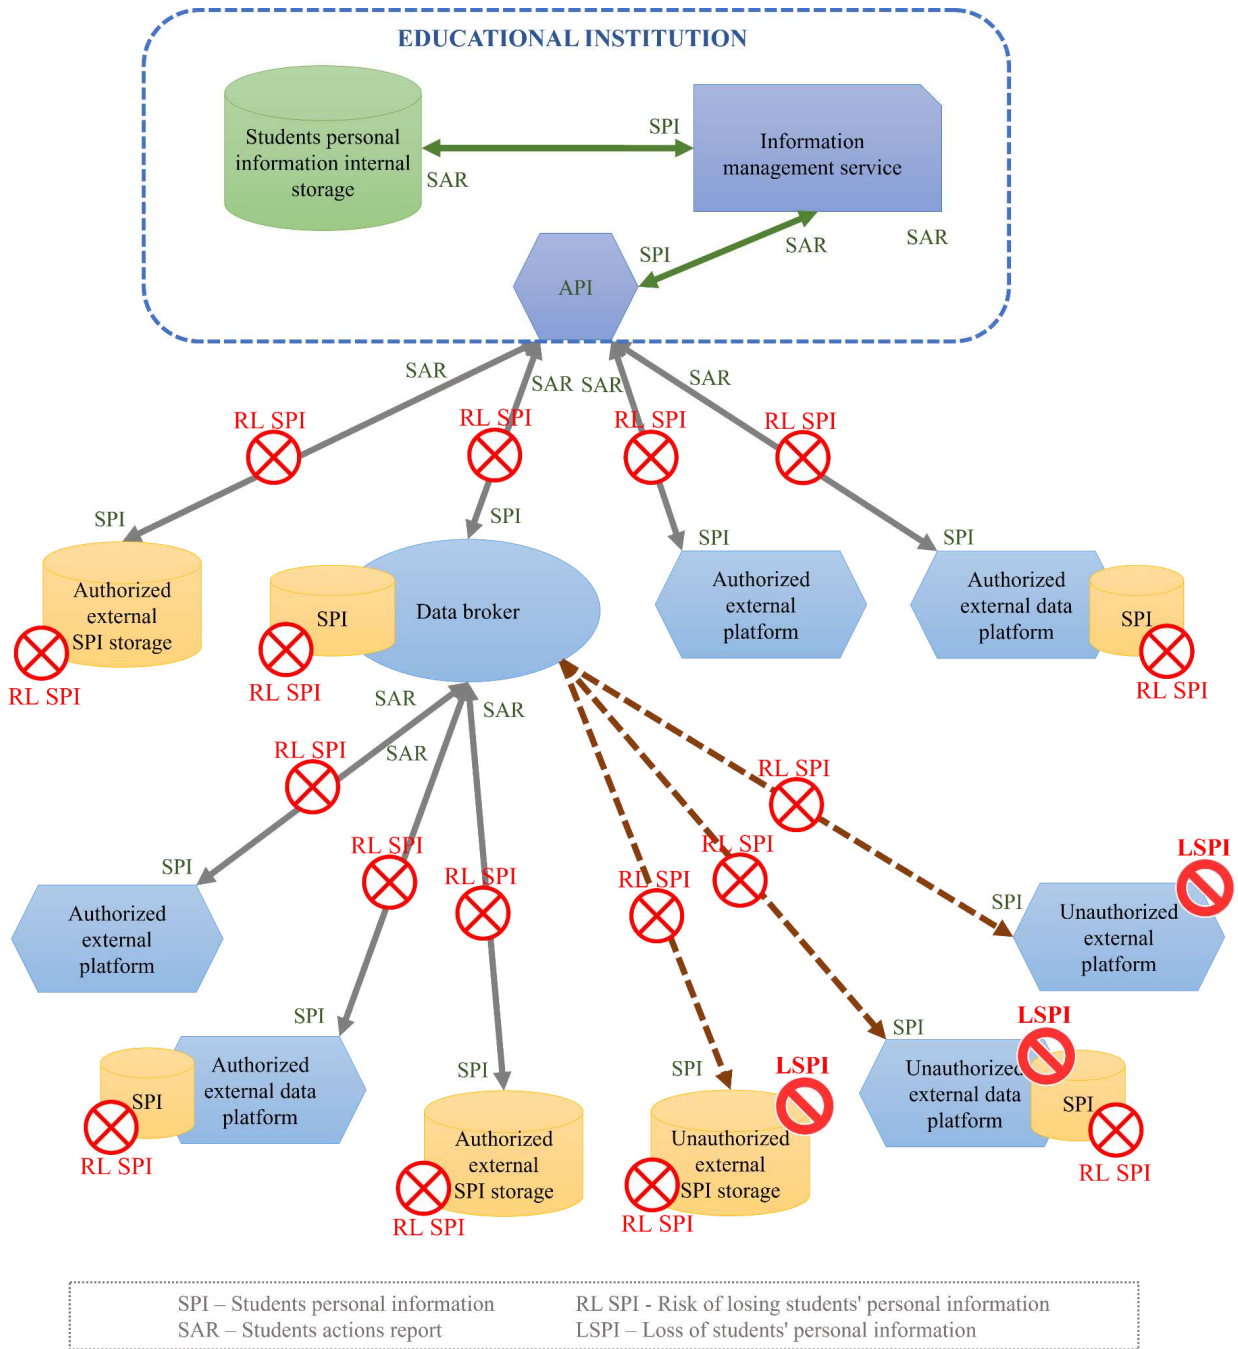 EDUCATIONAL INSTITUTION
Students personal
information internal
storage
SPI
SAR
Information
management service
SPI
SAR
SAR
API
SAR
SAR
SAR
SAR
RL SPI
RL SPI
RL SPI
RL SPI
SPI
SPI
SPI
SPI
Authorized
external
SPI storage
RL SPI
SPI
RL SPI
Data broker
Authorized
external
platform
Authorized
external data
platform
SPI
RL SPI
SAR
SAR
SAR
RL SPI
RL SPI
RL SPI
RL SPI
RL SPI
RL SPI
SPI
Authorized
external
platform
SPI
LSPI
Unauthorized
external
platform
SPI
SPI
Authorized
external data
platform
RL SPI
SPI
Authorized
external
SPI storage
RL SPI
SPI
LSPI
Unauthorized
external
SPI storage
RL SPI
SPI
LSPI
Unauthorized
external data
platform
SPI
RL SPI
SPI – Students personal information
RL SPI - Risk of losing students' personal information
SAR – Students actions report
LSPI – Loss of students' personal information